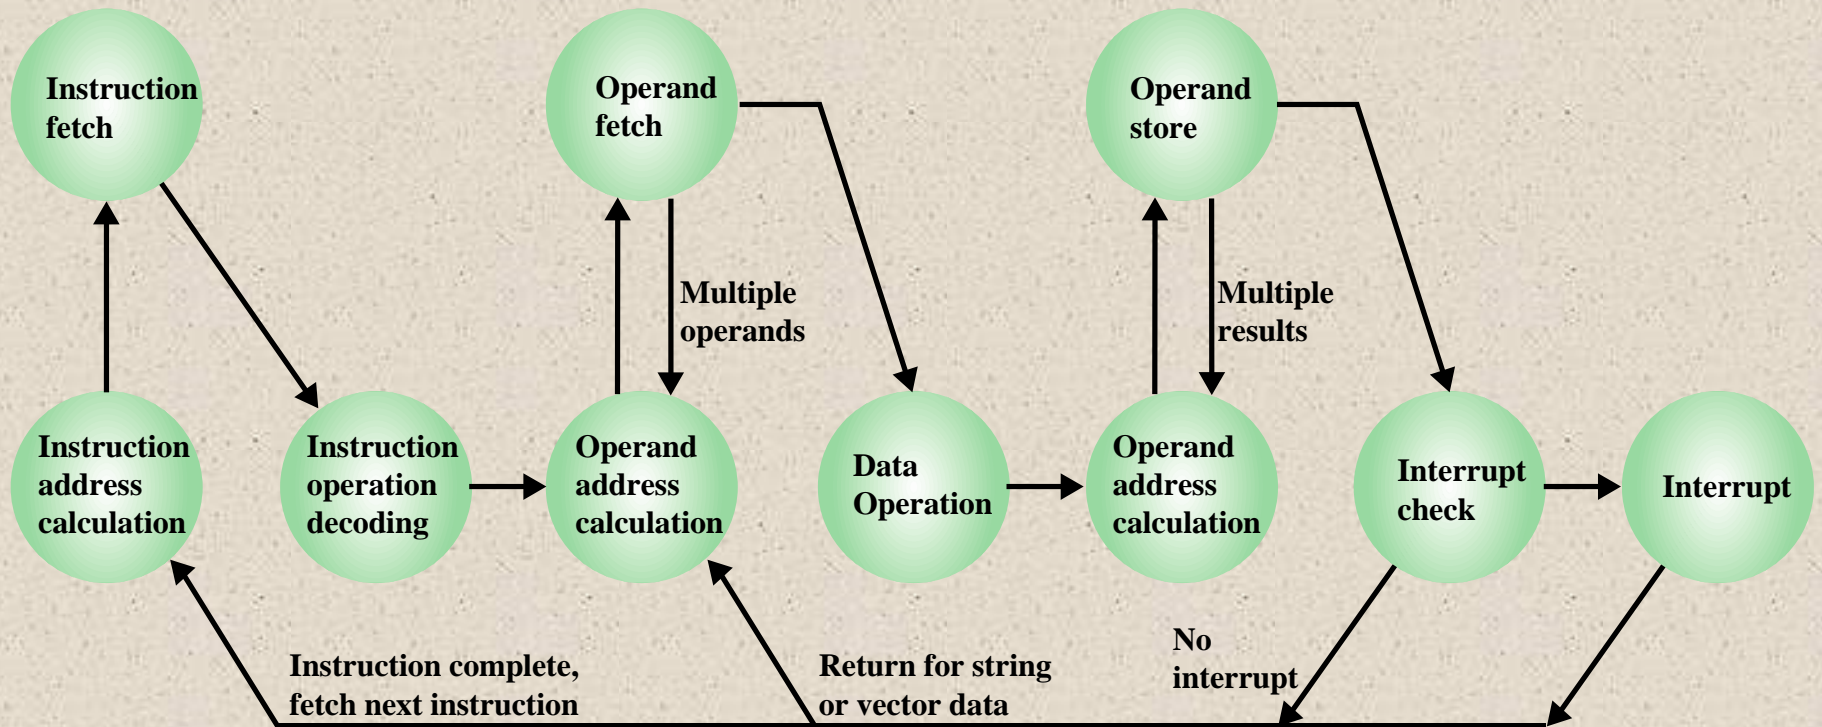 Instruction
fetch
Operand
fetch
Operand
store
Multiple
operands
Multiple
results
Instruction
address
calculation
Instruction
operation
decoding
Operand
address
calculation
Data
Operation
Operand
address
calculation
Interrupt
check
Interrupt
Instruction complete,
fetch next instruction
Return for string
or vector data
No
interrupt